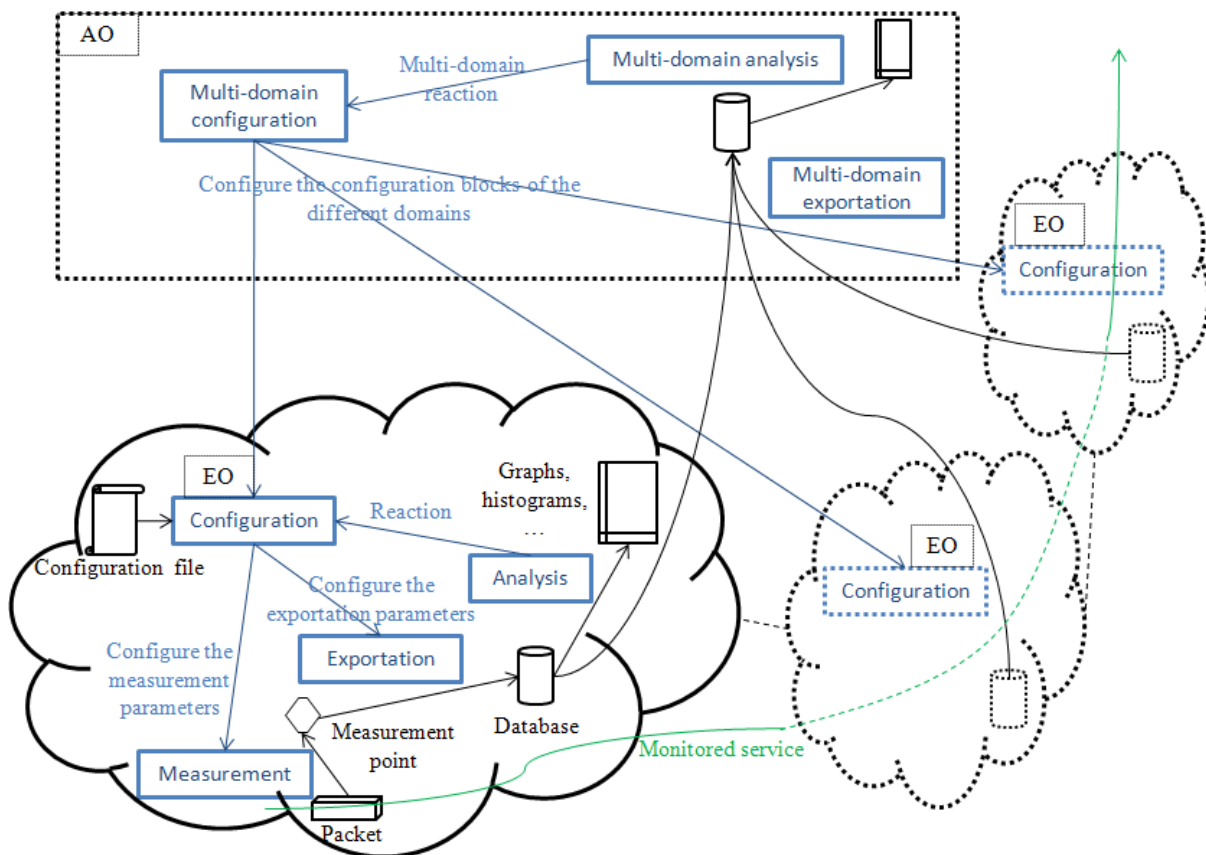 AO
Multi-domain analysis
Multi-domain
reaction
Multi-domain
configuration
Configure the configuration blocks of the
different domains
Multi-domain
exportation
EO
Configuration
EO
Configuration
Configuration file
Reaction
Graphs,
histograms,
...
Analysis
Configure the
exportation parameters
Exportation
Configure the
measurement
parameters
Measurement
Measurement
point
Database
Packet
Monitored service
EO
Configuration